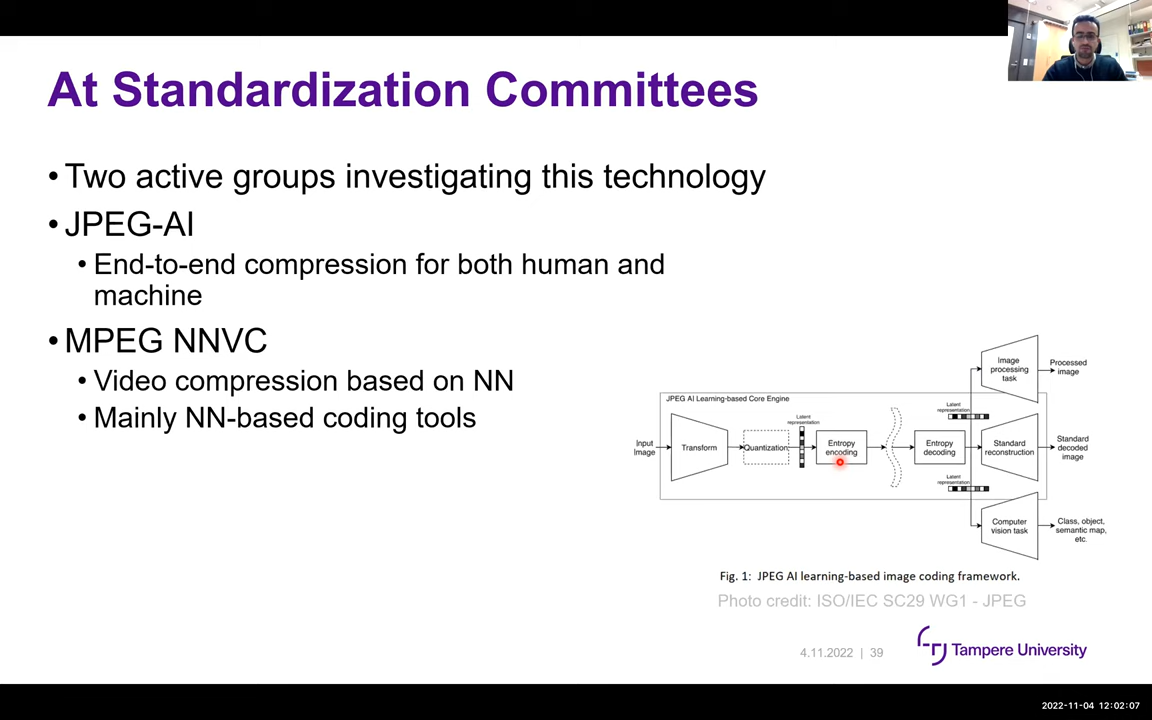 At Standardization Committees
• Two active groups investigating this technology
• JPEG-AI
• End-to-end compression for both human and
machine
• MPEG NNVC
• Video compression based on NN
• Mainly NN-based coding tools
JPEG AI Learning-based Core Engine
Input
Image
Transform
Quantization
Latent
representation
Entropy
encoding
Entropy
decoding
Latent
representation
Image
processing
task
Processed
image
Standard
reconstruction
Standard
decoded
image
Latent
representation
Computer
vision task
Class, object,
semantic map,
etc.
Fig. 1: JPEG AI learning-based image coding framework.
Photo credit: ISO/IEC SC29 WG1 - JPEG
4.11.2022 | 39
Tampere University
2022-11-04 12:02:07